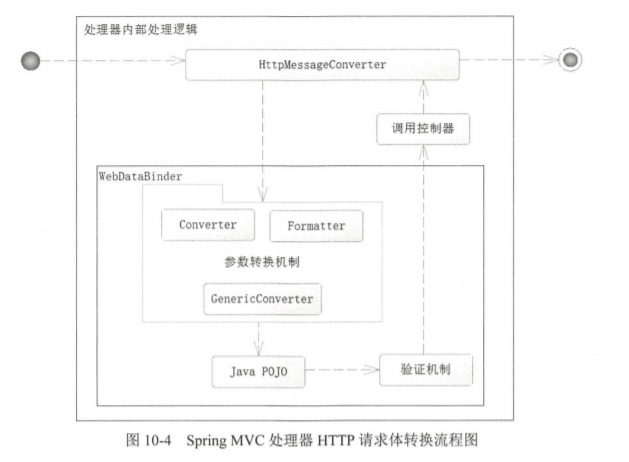 处理器内部处理逻辑
HttpMessageConverter
调用控制器
WebDataBinder
Converter
Formatter
参数转换机制
GenericConverter
Java POJO
验证机制
图 10-4 Spring MVC 处理器 HTTP 请求体转换流程图